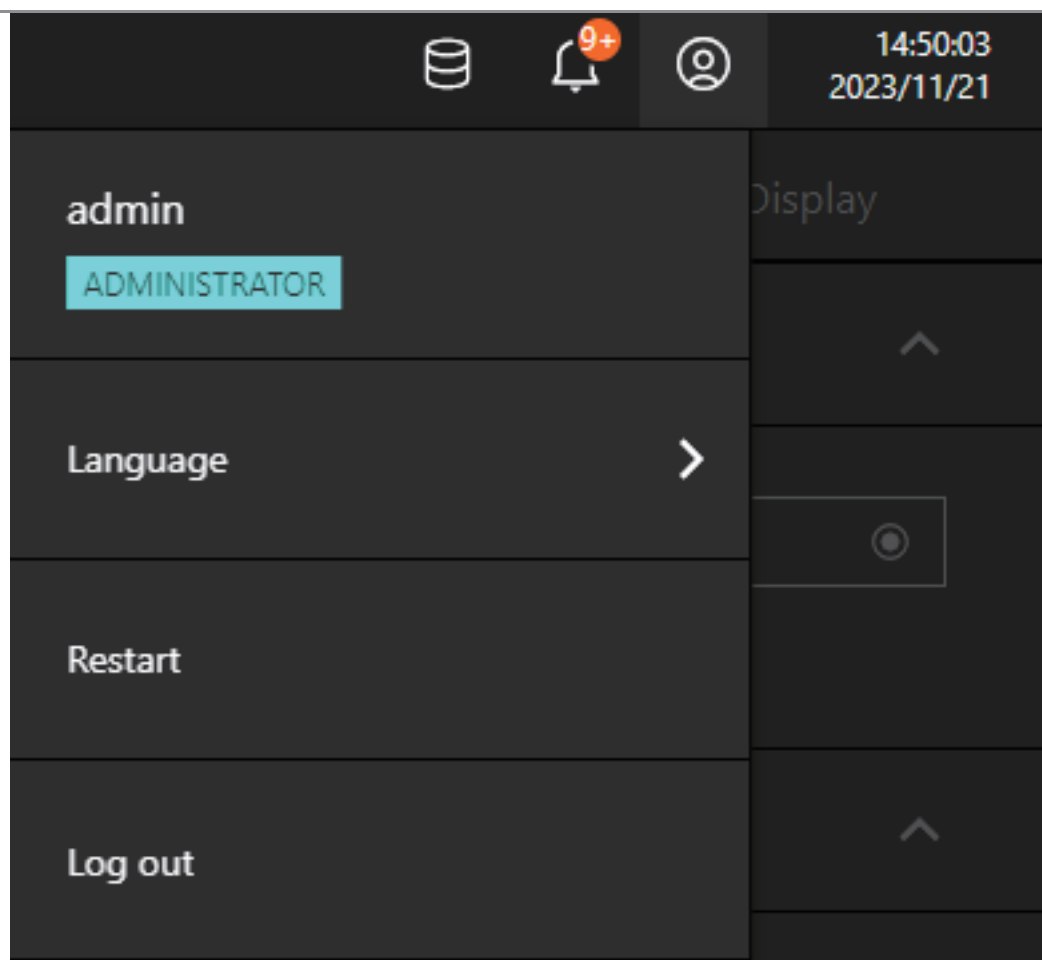 9+
14:50:03
2023/11/21
admin
Display
ADMINISTRATOR
Language
Restart
Log out